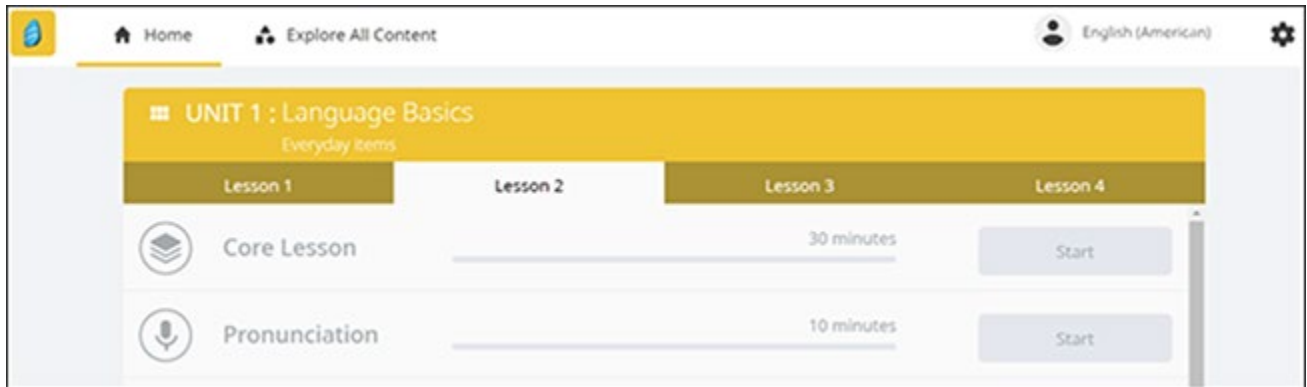 Home Explore All Content English (American)
UNIT 1 : Language Basics
Everyday items
Lesson 1 Lesson 2 Lesson 3 Lesson 4
Core Lesson 30 minutes Start
Pronunciation 10 minutes Start